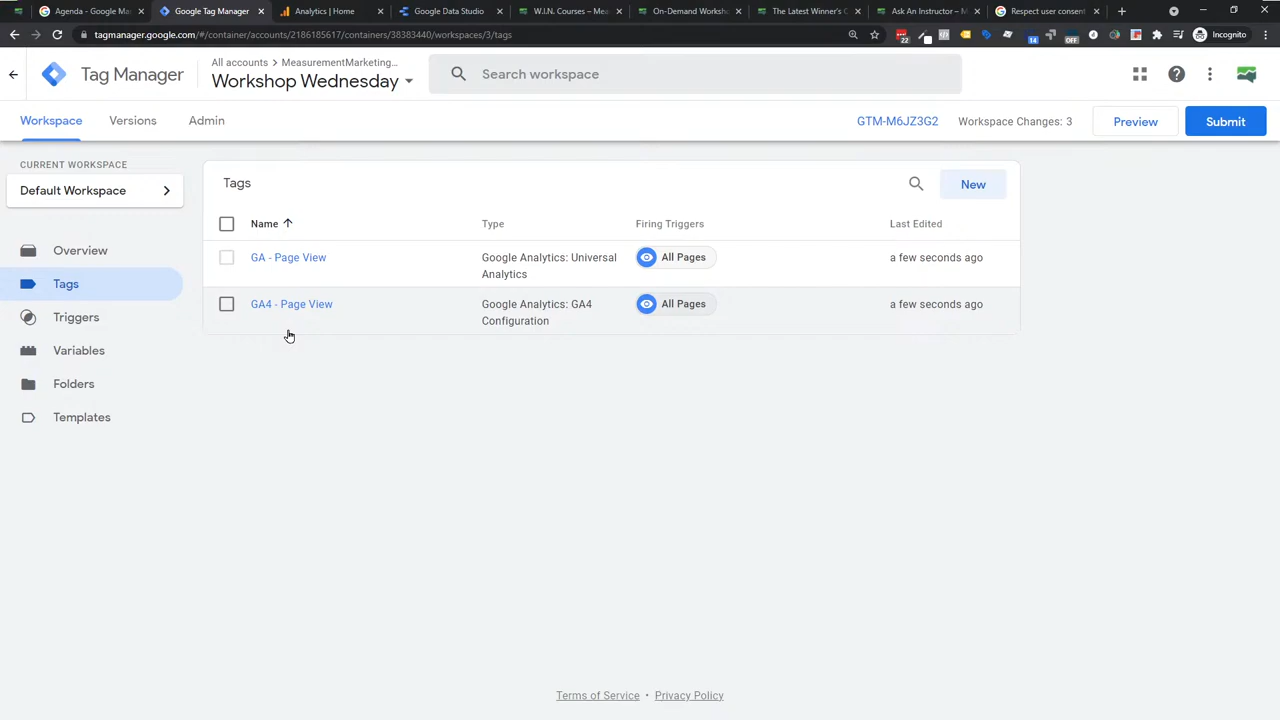 Agenda - Google Ma
Google Tag Manager
Analytics | Home
Google Data Studio
W.I.N. Courses – Mea
On-Demand Worksh
The Latest Winner's C
Ask An Instructor – M
Respect user consent
tagmanager.google.com/#/container/accounts/2186185617/containers/38383440/workspaces/3/tags
22
14
OFF
Incognito
Tag Manager
All accounts > MeasurementMarketing...
Workshop Wednesday
Search workspace
Workspace
Versions
Admin
GTM-M6JZ3G2
Workspace Changes: 3
Preview
Submit
CURRENT WORKSPACE
Default Workspace
Overview
Tags
Triggers
Variables
Folders
Templates
Tags
New
Name
Type
Firing Triggers
Last Edited
GA - Page View
Google Analytics: Universal
Analytics
All Pages
a few seconds ago
GA4 - Page View
Google Analytics: GA4
Configuration
All Pages
a few seconds ago
Terms of Service • Privacy Policy